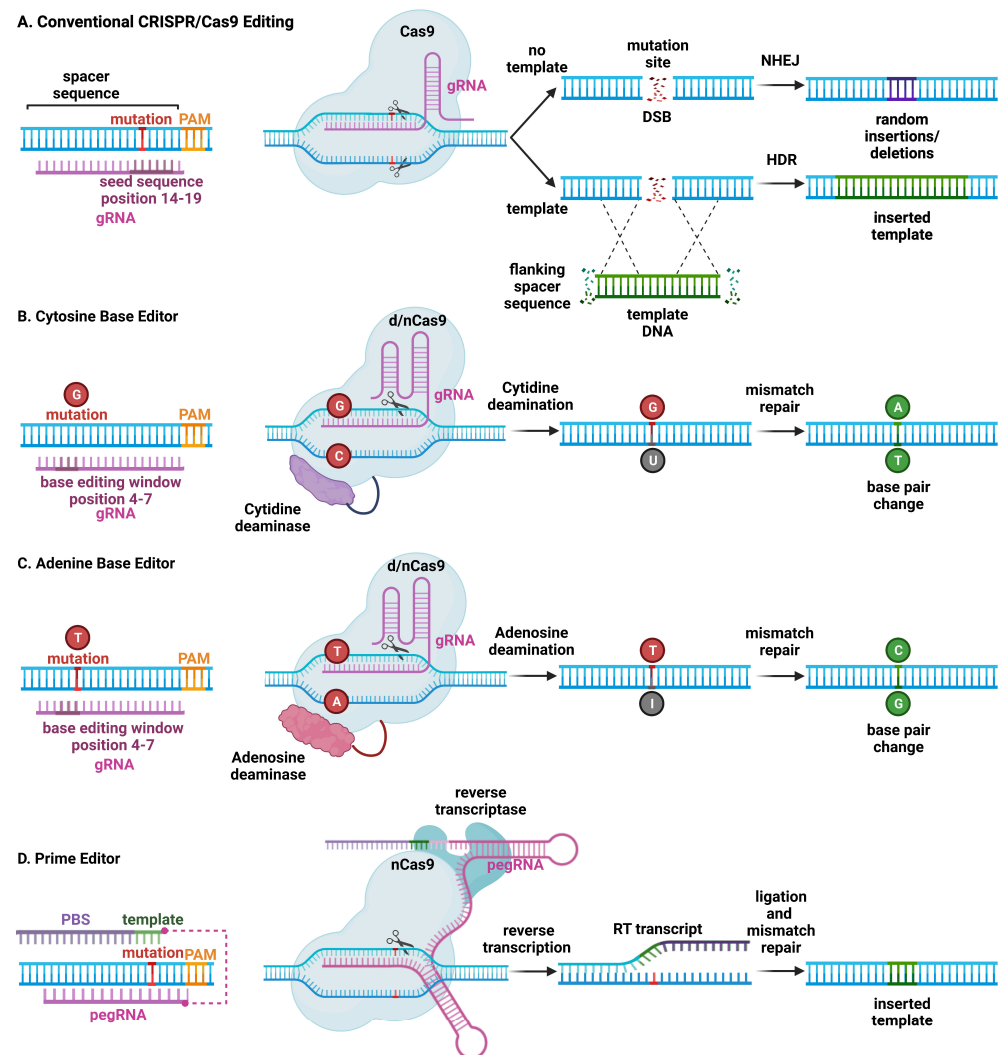 A. Conventional CRISPR/Cas9 Editing
spacer
sequence
mutation
PAM
seed sequence
position 14-19
gRNA
Cas9
gRNA
no
template
mutation
site
DSB
NHEJ
random
insertions/
deletions
template
HDR
inserted
template
flanking
spacer
sequence
template
DNA
B. Cytosine Base Editor
G
mutation
PAM
base editing window
position 4-7
gRNA
d/nCas9
gRNA
G
C
Cytidine
deaminase
Cytidine
deamination
G
U
mismatch
repair
A
T
base pair
change
C. Adenine Base Editor
T
mutation
PAM
base editing window
position 4-7
gRNA
d/nCas9
gRNA
T
A
Adenosine
deaminase
Adenosine
deamination
T
I
mismatch
repair
C
G
base pair
change
D. Prime Editor
PBS
template
mutation
PAM
pegRNA
reverse
transcriptase
nCas9
pegRNA
reverse
transcription
RT transcript
ligation
and
mismatch
repair
inserted
template